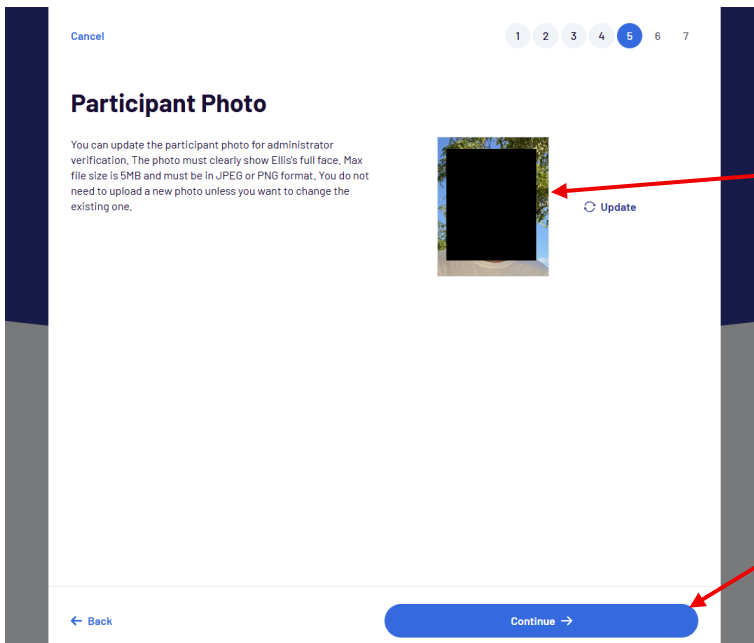 Cancel
1 2 3 4 5 6 7
Participant Photo
You can update the participant photo for administrator
verification. The photo must clearly show Ellis's full face. Max
file size is 5MB and must be in JPEG or PNG format. You do not
need to upload a new photo unless you want to change the
existing one.
Update
← Back
Continue →